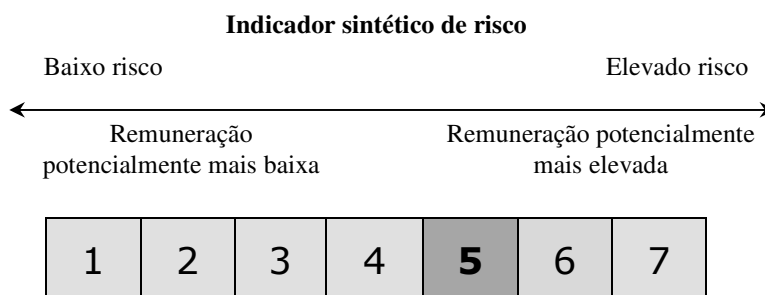 Indicador sintético de risco
Baixo risco Elevado risco
Remuneração potencialmente mais baixa
Remuneração potencialmente mais elevada
1 2 3 4 5 6 7